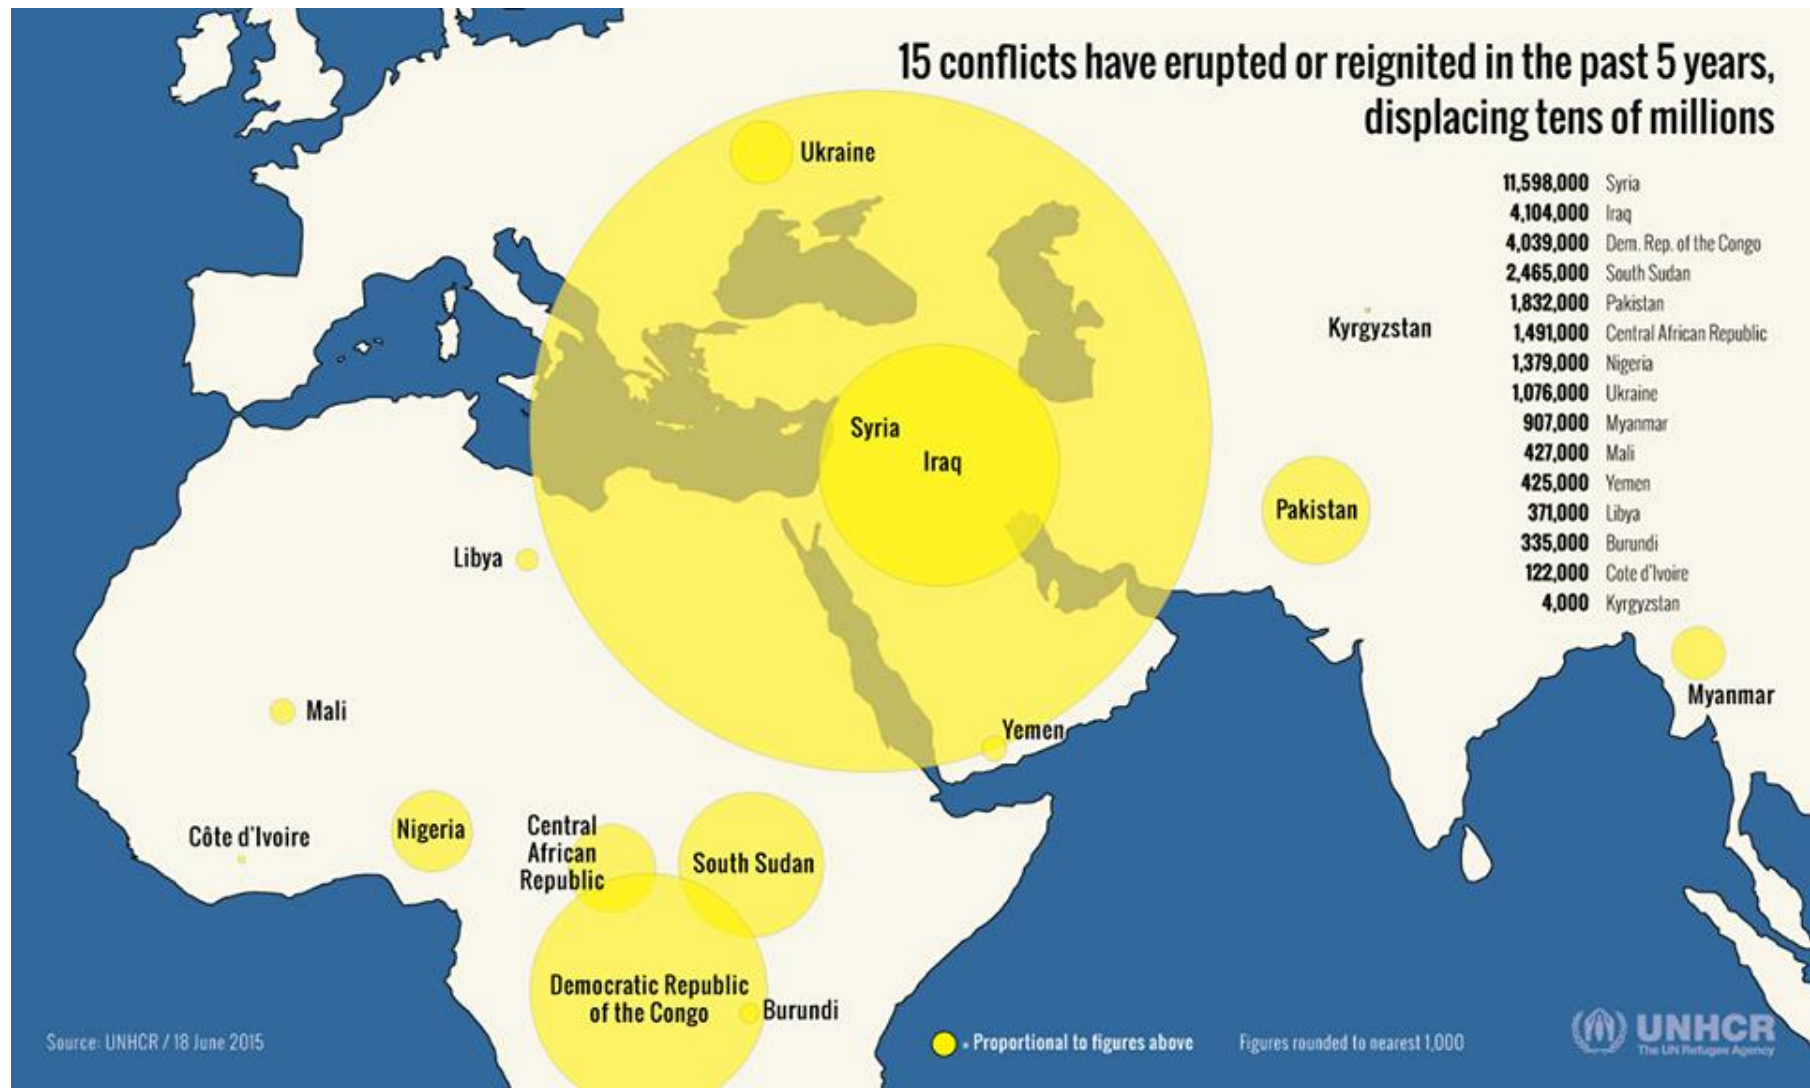 15 conflicts have erupted or reignited in the past 5 years,
displacing tens of millions
11,598,000 Syria
4,104,000 Iraq
4,039,000 Dem. Rep. of the Congo
2,465,000 South Sudan
1,832,000 Pakistan
1,491,000 Central African Republic
1,379,000 Nigeria
1,076,000 Ukraine
907,000 Myanmar
427,000 Mali
425,000 Yemen
371,000 Libya
335,000 Burundi
122,000 Cote d'Ivoire
4,000 Kyrgyzstan
Ukraine
Kyrgyzstan
Syria
Iraq
Pakistan
Libya
Myanmar
Mali
Yemen
Côte d'Ivoire
Nigeria
Central
African
Republic
South Sudan
Democratic Republic
of the Congo
Burundi
Source: UNHCR / 18 June 2015
= Proportional to figures above
Figures rounded to nearest 1,000
UNHCR
The UN Refugee Agency